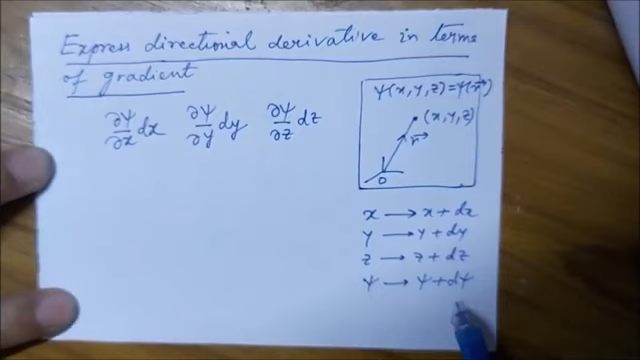 Express directional derivative in terms
of gradient
∂Ψ/∂x dx ∂Ψ/∂y dy ∂Ψ/∂z dz
Ψ(x,y,z)=Ψ(r⃗)
(x,y,z)
r⃗
O
x → x+dx
y → y+dy
z → z+dz
Ψ → Ψ+dΨ